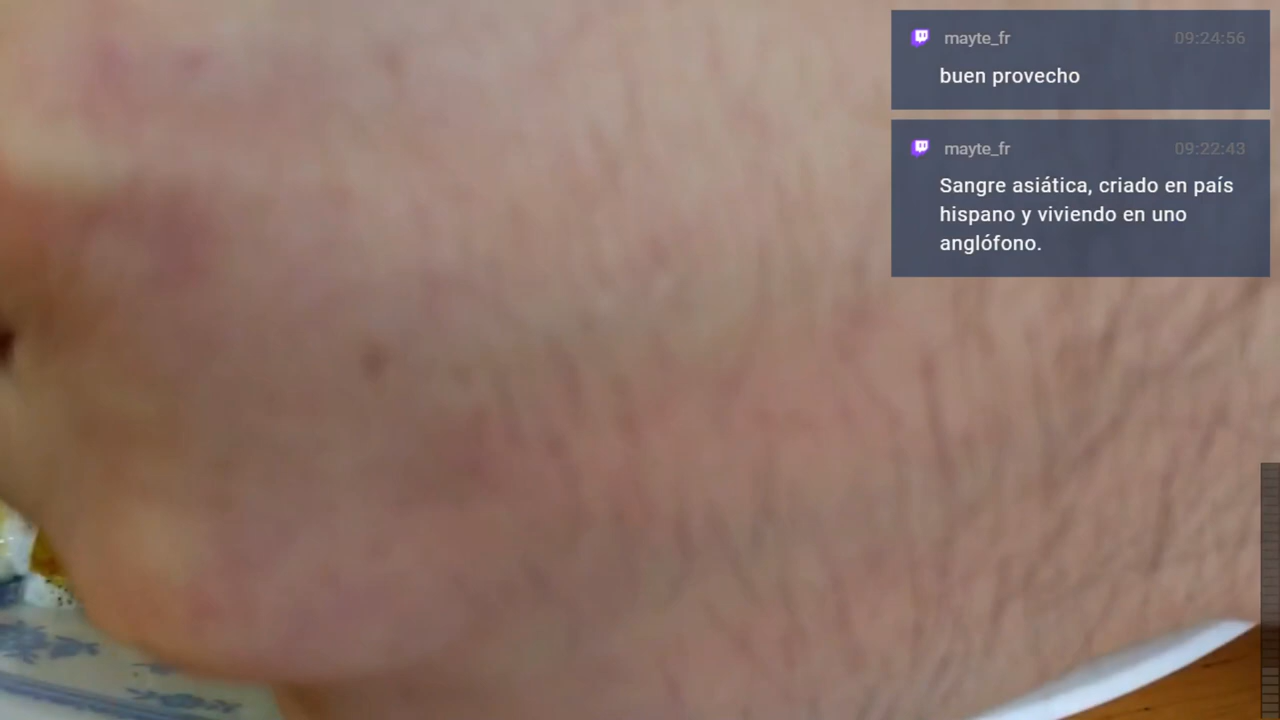 mayte_fr 09:24:56
buen provecho
mayte_fr 09:22:43
Sangre asiática, criado en país
hispano y viviendo en uno
anglófono.